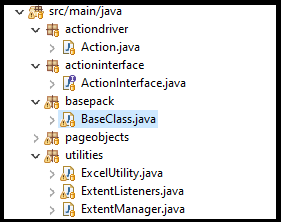 src/main/java
actiondriver
Action.java
actioninterface
ActionInterface.java
basepack
BaseClass.java
pageobjects
utilities
ExcelUtility.java
ExtentListeners.java
ExtentManager.java